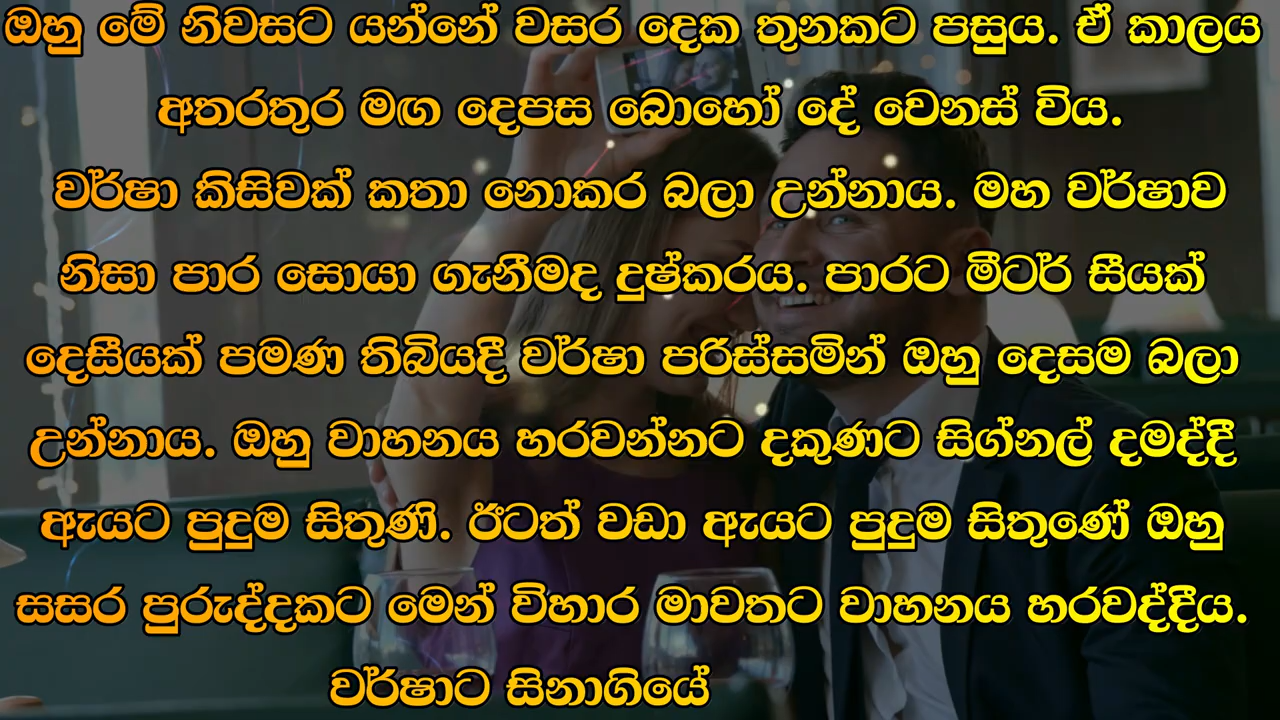 ඔහු මේ නිවසට යන්නේ වසර දෙක තුනකට පසුය. ඒ කාලය
අතරතුර මඟ දෙපස බොහෝ දේ වෙනස් විය.
වර්ෂා කිසිවක් කතා නොකර බලා උන්නාය. මහ වර්ෂාව
නිසා පාර සොයා ගැනීමද දුෂ්කරය. පාරට මීටර් සීයක්
දෙසීයක් පමණ තිබියදී වර්ෂා පරිස්සමින් ඔහු දෙසම බලා
උන්නාය. ඔහු වාහනය හරවන්නට දකුණට සිග්නල් දමද්දී
ඇයට පුදුම සිතුණි. ඊටත් වඩා ඇයට පුදුම සිතුණේ ඔහු
සසර පුරුද්දකට මෙන් විහාර මාවතට වාහනය හරවද්දීය.
වර්ෂාට සිනාගියේ